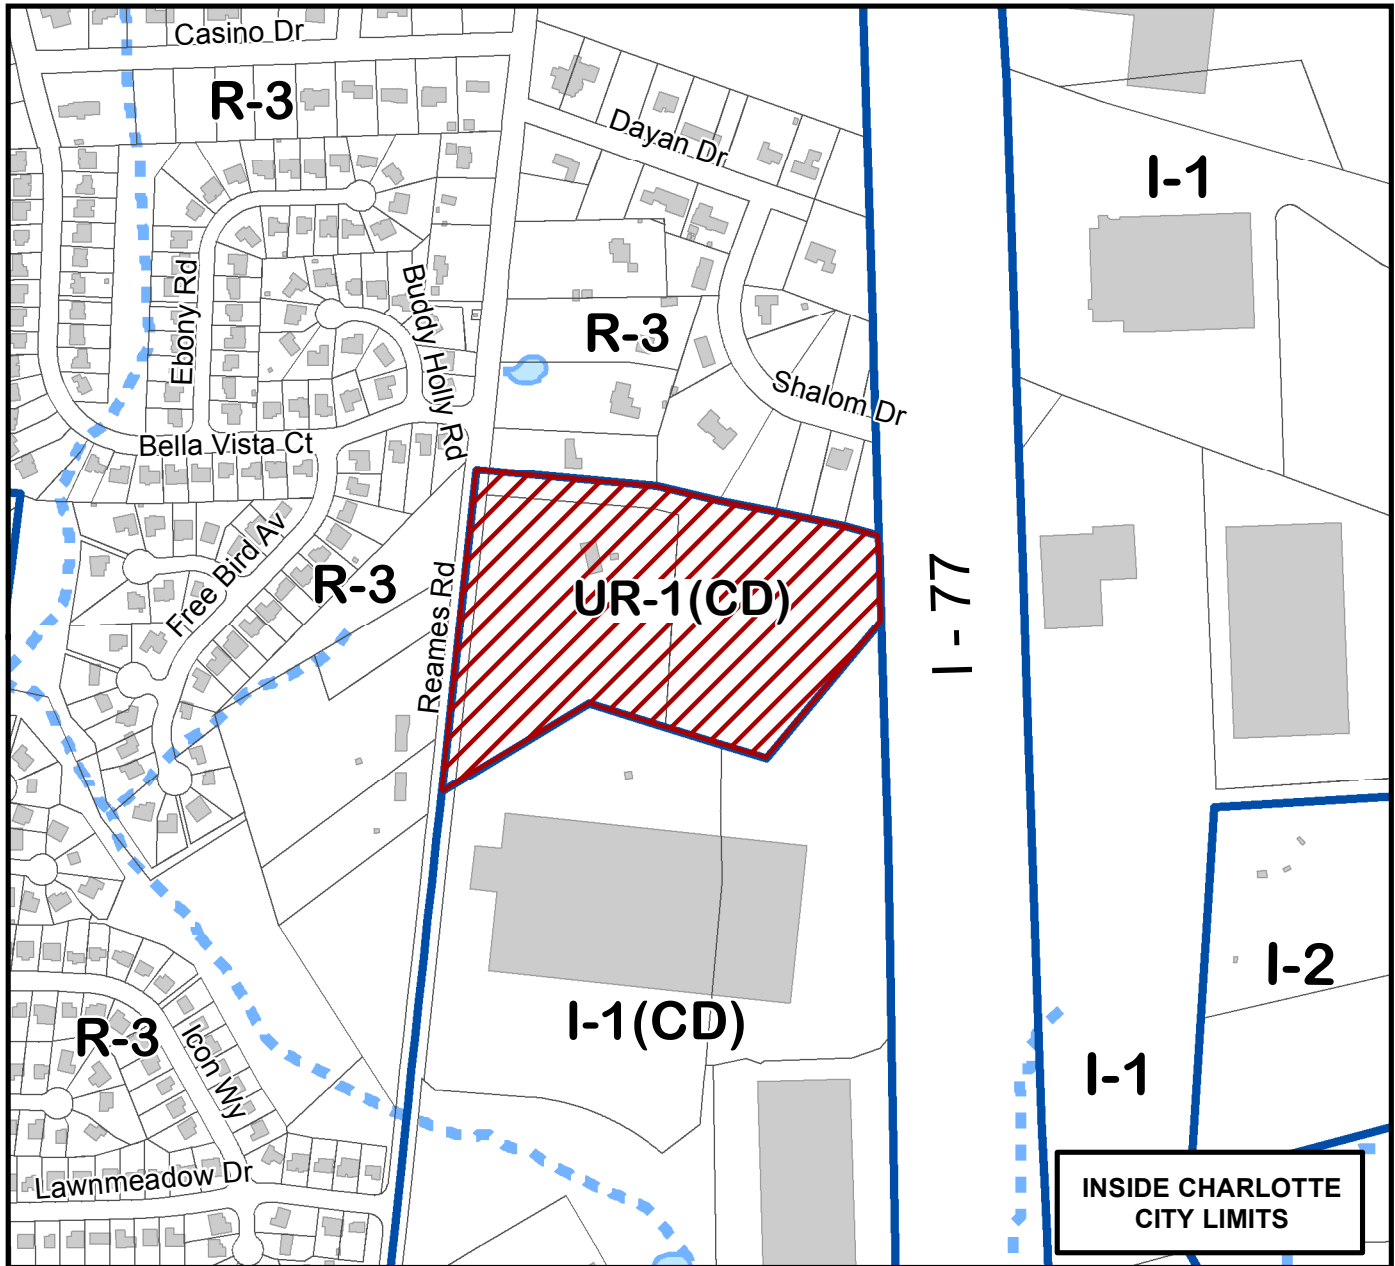 Casino Dr
R-3
Dayan Dr
I-1
Ebony Rd
Buddy Holly Rd
R-3
Shalom Dr
Bella Vista Ct
Free Bird Av
R-3
Reames Rd
UR-1(CD)
I - 77
I-2
I-1(CD)
R-3
Icon Wy
I-1
Lawnmeadow Dr
INSIDE CHARLOTTE
CITY LIMITS